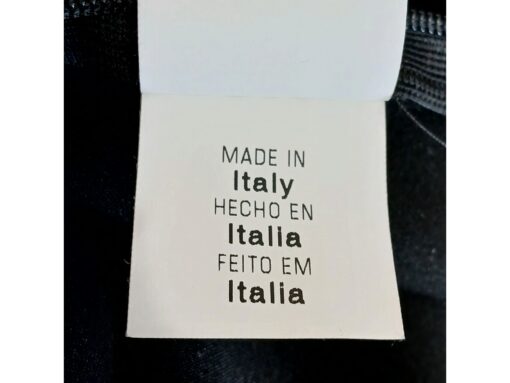 MADE IN
Italy
HECHO EN
Italia
FEITO EM
Italia